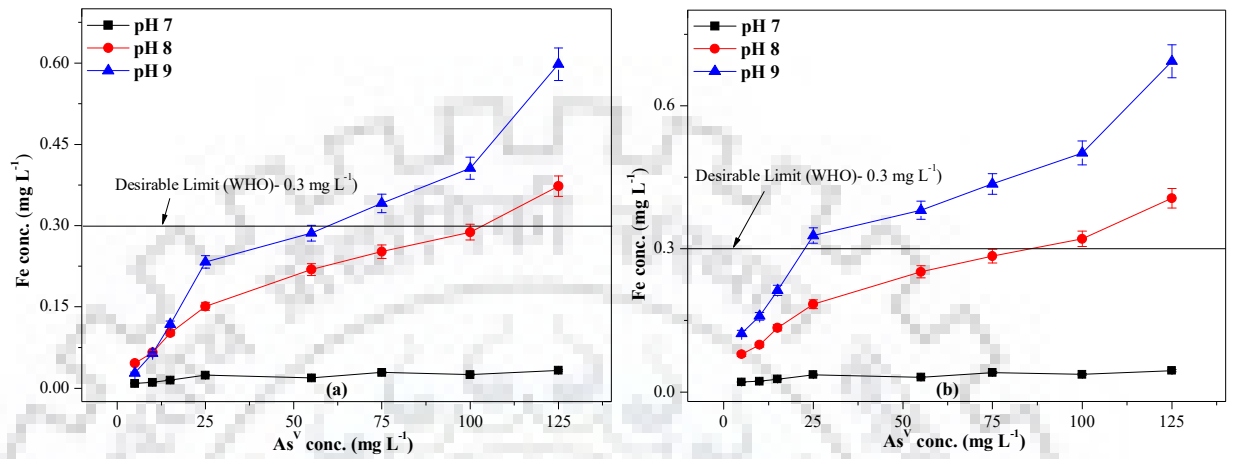 pH 7
pH 8
pH 9
0.60
0.45
0.30
0.15
0.00
Fe conc. (mg L⁻¹)
Desirable Limit (WHO)- 0.3 mg L⁻¹)
(a)
0 25 50 75 100 125
Asⱽ conc. (mg L⁻¹)
pH 7
pH 8
pH 9
0.6
0.3
0.0
Fe conc. (mg L⁻¹)
Desirable Limit (WHO)- 0.3 mg L⁻¹)
(b)
0 25 50 75 100 125
Asⱽ conc. (mg L⁻¹)